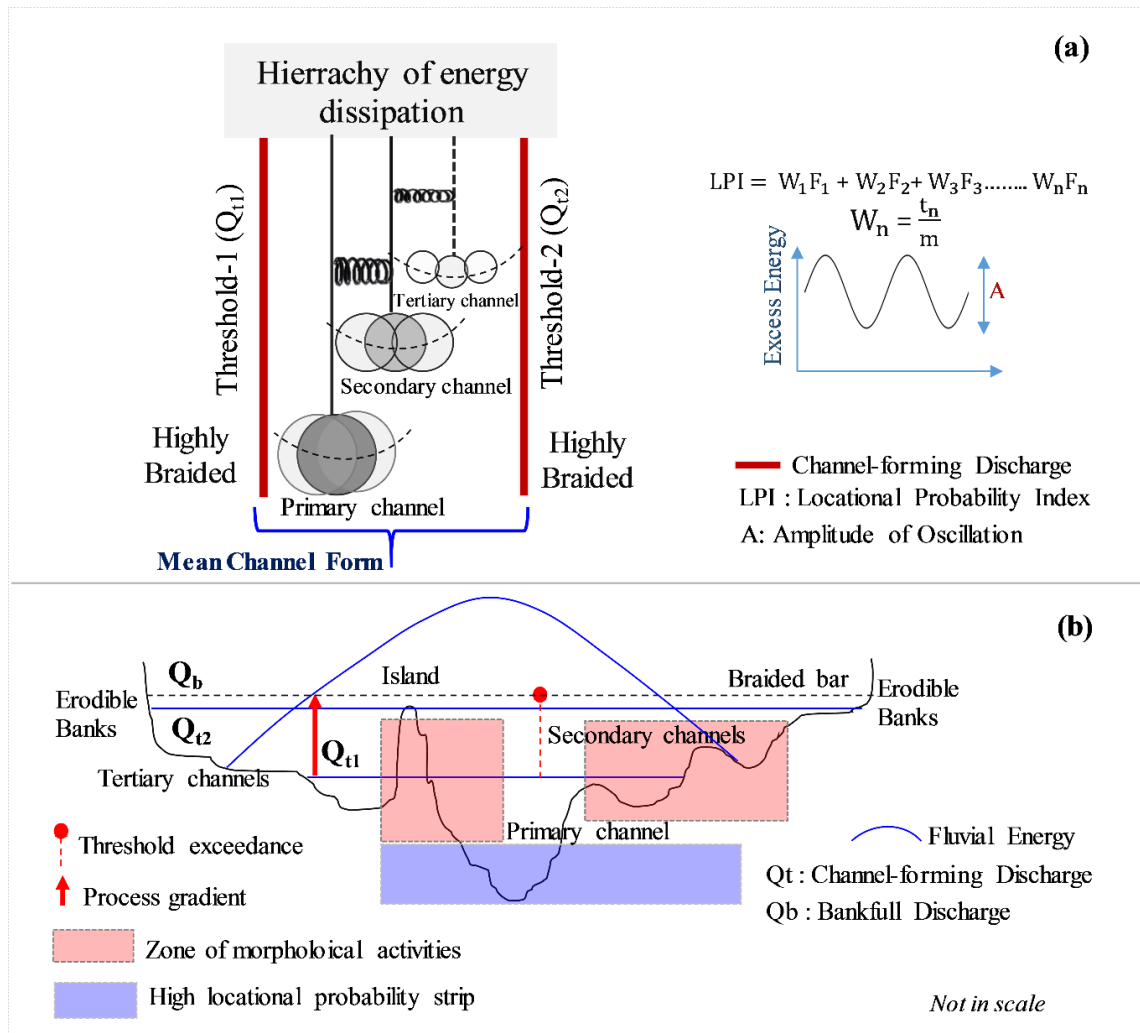 (a)
Hierrachy of energy
dissipation
Threshold-1 (Qt1)
Threshold-2 (Qt2)
Tertiary channel
Secondary channel
Highly
Braided
Highly
Braided
Primary channel
Mean Channel Form
LPI = W1F1 + W2F2+ W3F3........ WnFn
Wn = tn/m
Excess Energy
A
Channel-forming Discharge
LPI : Locational Probability Index
A: Amplitude of Oscillation
(b)
Qb
Island
Braided bar
Erodible
Banks
Erodible
Banks
Qt2
Secondary channels
Qt1
Tertiary channels
Primary channel
Threshold exceedance
Process gradient
Zone of morpholoical activities
High locational probability strip
Fluvial Energy
Qt : Channel-forming Discharge
Qb : Bankfull Discharge
Not in scale